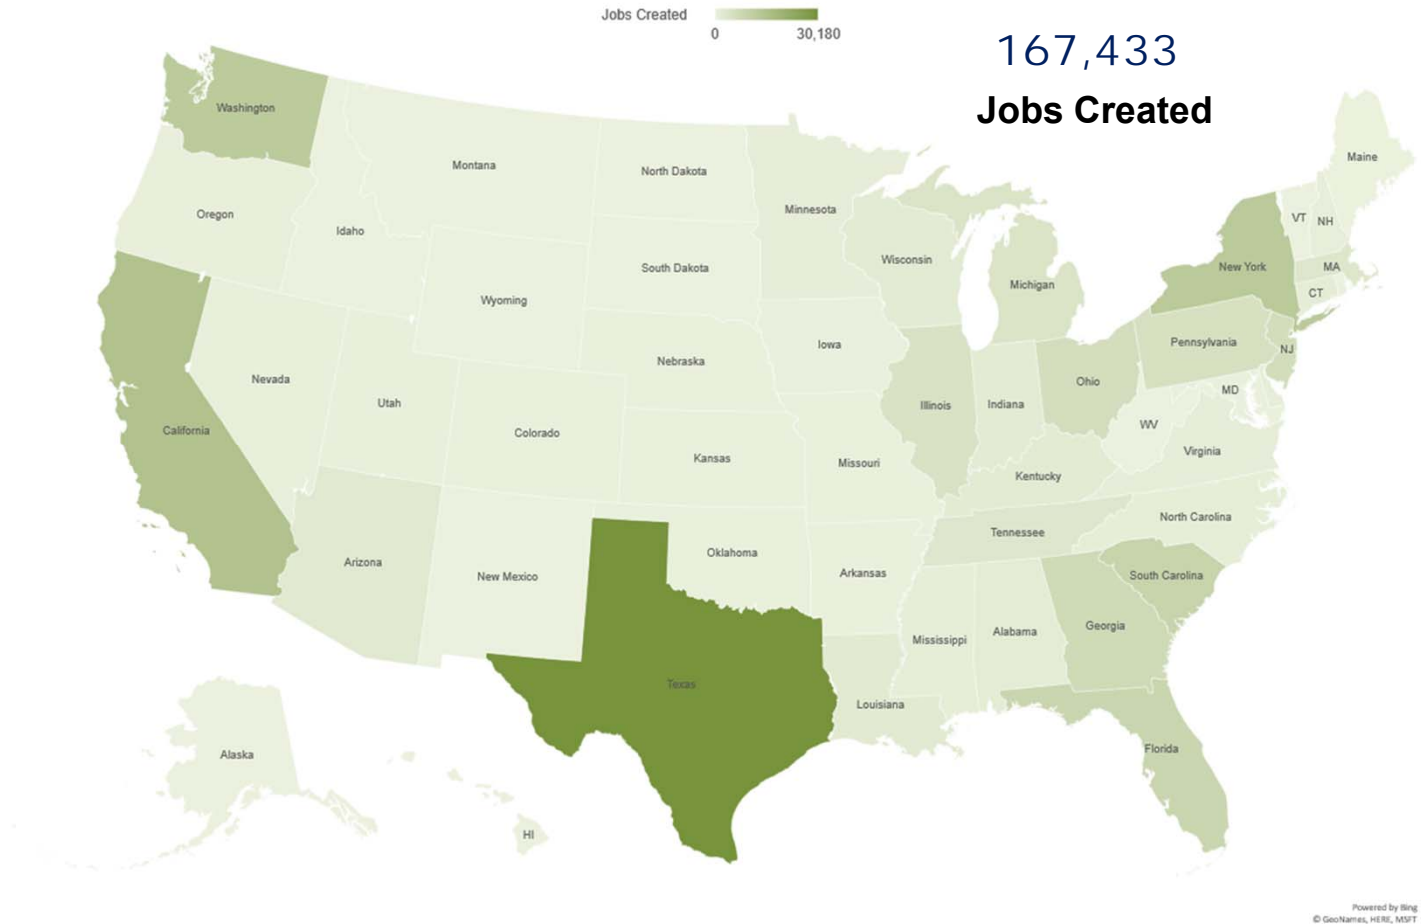 Jobs Created
0 30,180
167,433
Jobs Created
Washington
Montana
North Dakota
Minnesota
Maine
Oregon
Idaho
South Dakota
Wisconsin
Michigan
New York
VT
NH
MA
CT
Wyoming
Iowa
Nebraska
Pennsylvania
NJ
Nevada
Utah
Colorado
Kansas
Missouri
Illinois
Indiana
Ohio
MD
WV
Virginia
California
Kentucky
North Carolina
Tennessee
Arizona
New Mexico
Oklahoma
Arkansas
South Carolina
Mississippi
Alabama
Georgia
Texas
Louisiana
Florida
Alaska
HI
Powered by Bing
© GeoNames, HERE, MSFT